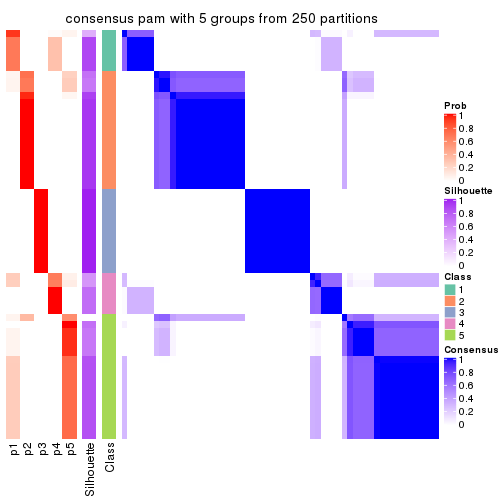 consensus pam with 5 groups from 250 partitions
Prob
1
0.8
0.6
0.4
0.2
0
Silhouette
1
0.8
0.6
0.4
0.2
0
Class
1
2
3
4
5
Consensus
1
0.8
0.6
0.4
0.2
0
p1
p2
p3
p4
p5
Silhouette
Class